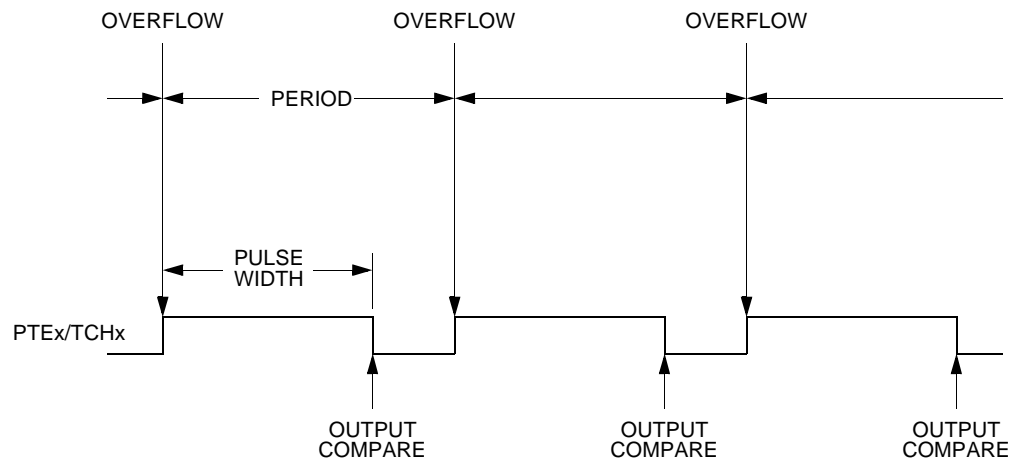 OVERFLOW OVERFLOW OVERFLOW
PERIOD
PULSE
WIDTH
PTEx/TCHx
OUTPUT
COMPARE
OUTPUT
COMPARE
OUTPUT
COMPARE